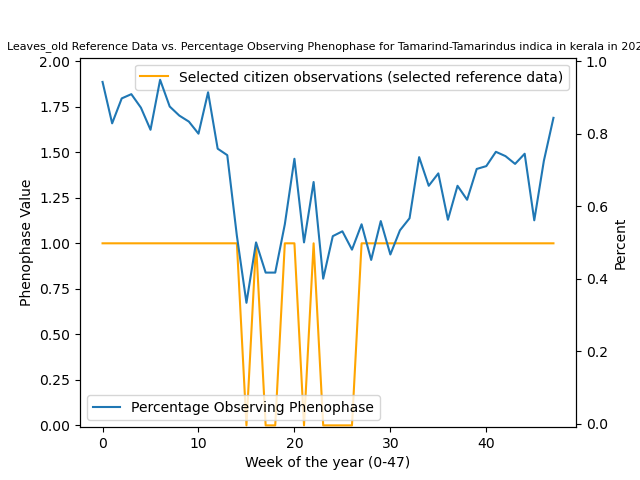 Leaves_old Reference Data vs. Percentage Observing Phenophase for Tamarind-Tamarindus indica in kerala in 202
Selected citizen observations (selected reference data)
Percentage Observing Phenophase
Phenophase Value
2.00
1.75
1.50
1.25
1.00
0.75
0.50
0.25
0.00
1.0
0.8
0.6
0.4
0.2
0.0
Percent
0 10 20 30 40
Week of the year (0-47)